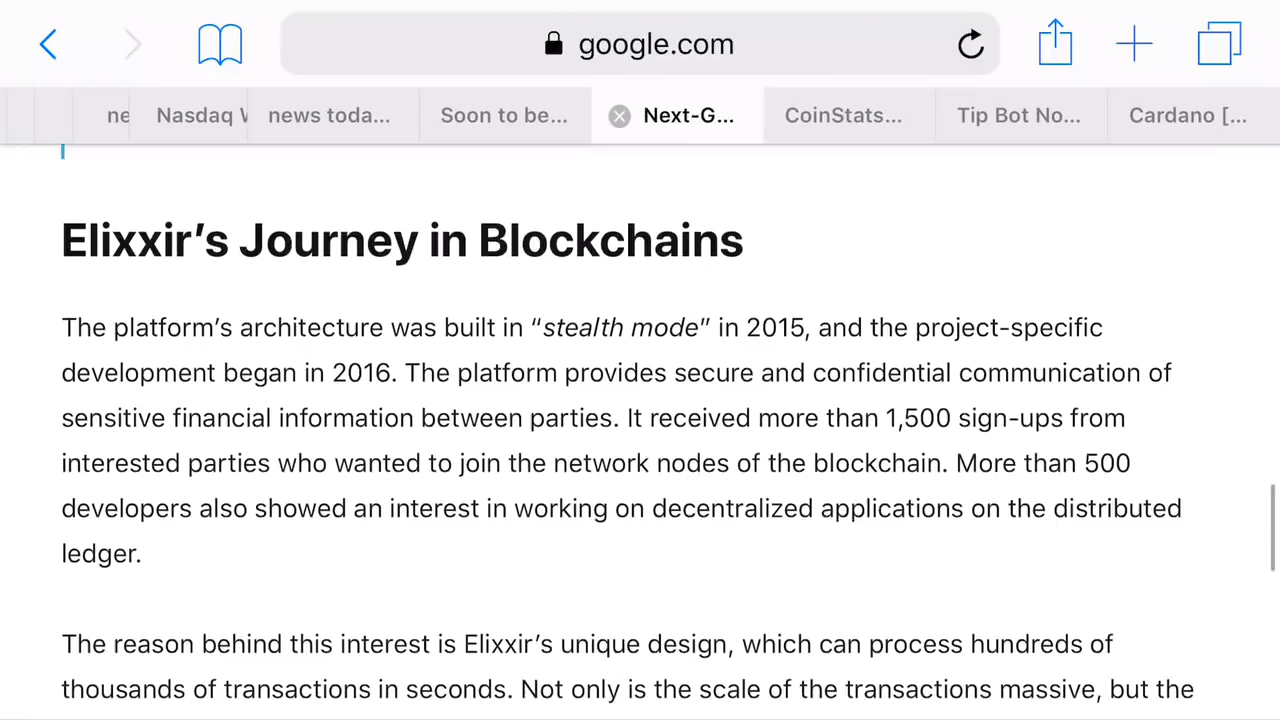 google.com
ne
Nasdaq
news toda...
Soon to be...
Next-G...
CoinStats...
Tip Bot No...
Cardano [...
Elixxir’s Journey in Blockchains
The platform’s architecture was built in “stealth mode” in 2015, and the project-specific
development began in 2016. The platform provides secure and confidential communication of
sensitive financial information between parties. It received more than 1,500 sign-ups from
interested parties who wanted to join the network nodes of the blockchain. More than 500
developers also showed an interest in working on decentralized applications on the distributed
ledger.
The reason behind this interest is Elixxir’s unique design, which can process hundreds of
thousands of transactions in seconds. Not only is the scale of the transactions massive, but the